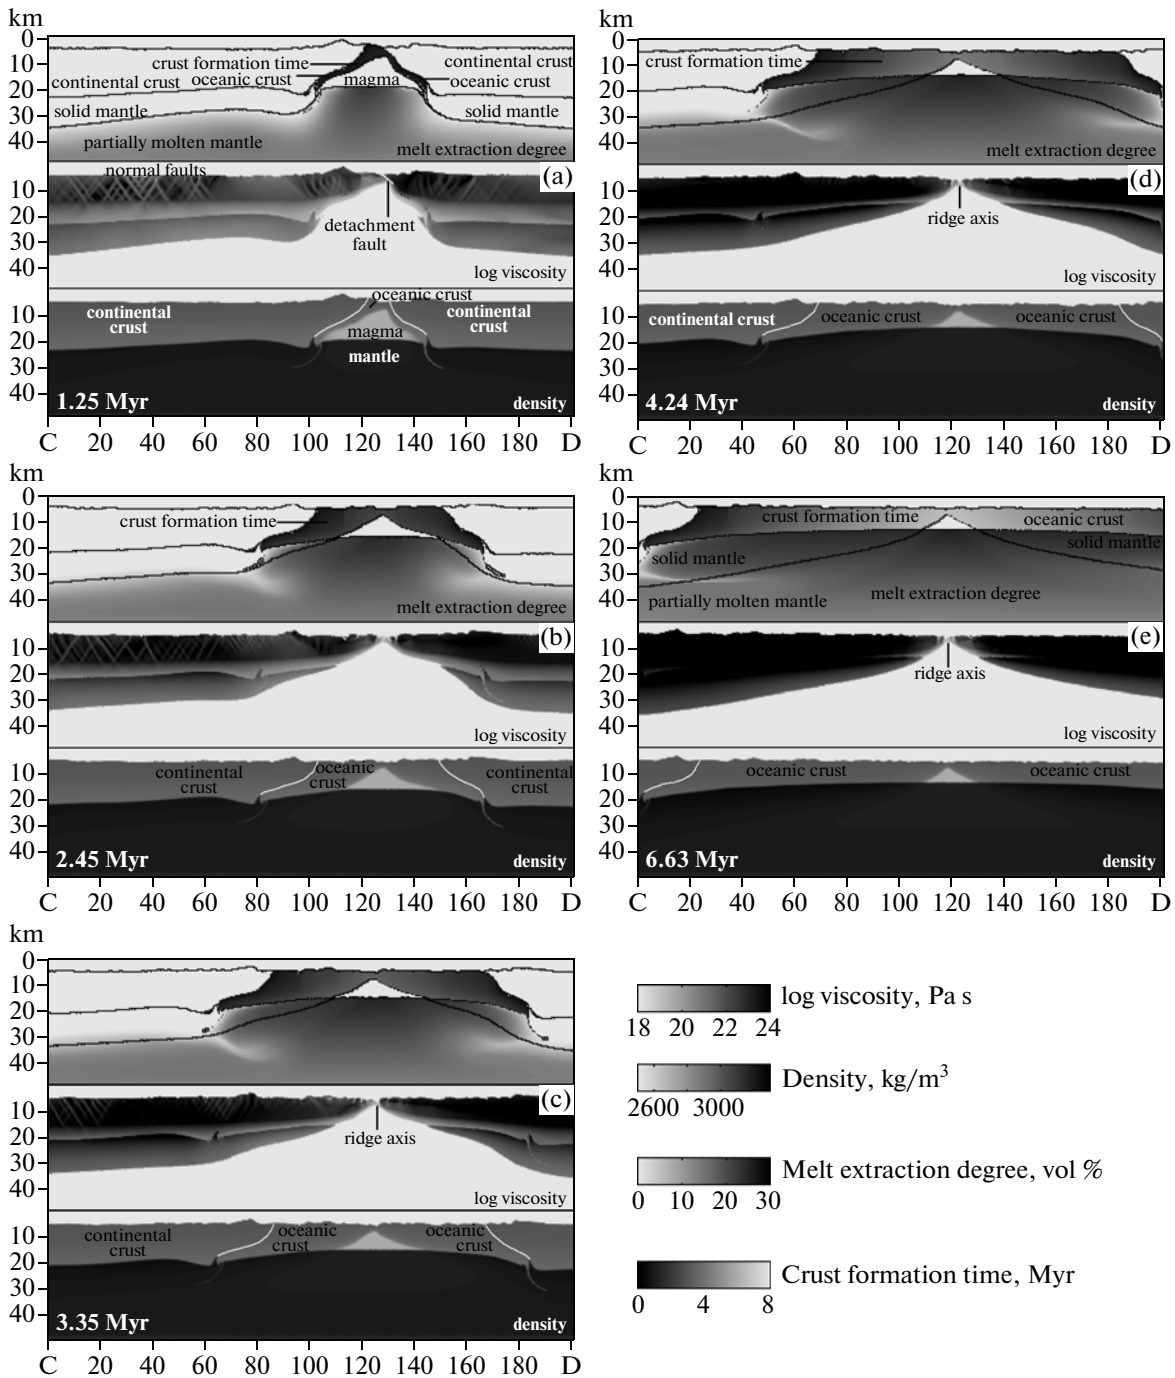 km
0
10
20
30
40
crust formation time
continental crust
continental crust
oceanic crust
magma
oceanic crust
solid mantle
solid mantle
partially molten mantle
melt extraction degree
normal faults
(a)
10
20
30
40
detachment
fault
log viscosity
10
20
30
40
oceanic crust
continental
crust
continental
crust
magma
mantle
1.25 Myr
density
C 20 40 60 80 100 120 140 160 180 D
km
0
10
20
30
40
crust formation time
melt extraction degree
(d)
10
20
30
40
ridge axis
log viscosity
10
20
30
40
continental crust
oceanic crust
oceanic crust
4.24 Myr
density
C 20 40 60 80 100 120 140 160 180 D
km
0
10
20
30
40
crust formation time
melt extraction degree
(b)
10
20
30
40
log viscosity
10
20
30
40
continental
crust
oceanic
crust
continental
crust
2.45 Myr
density
C 20 40 60 80 100 120 140 160 180 D
km
0
10
20
30
40
crust formation time
oceanic crust
solid mantle
solid mantle
partially molten mantle
melt extraction degree
(e)
10
20
30
40
ridge axis
log viscosity
10
20
30
40
oceanic crust
oceanic crust
6.63 Myr
density
C 20 40 60 80 100 120 140 160 180 D
km
0
10
20
30
40
(c)
10
20
30
40
ridge axis
log viscosity
10
20
30
40
continental
crust
oceanic
crust
oceanic
crust
3.35 Myr
density
C 20 40 60 80 100 120 140 160 180 D
log viscosity, Pa s
18 20 22 24
Density, kg/m³
2600 3000
Melt extraction degree, vol %
0 10 20 30
Crust formation time, Myr
0 4 8